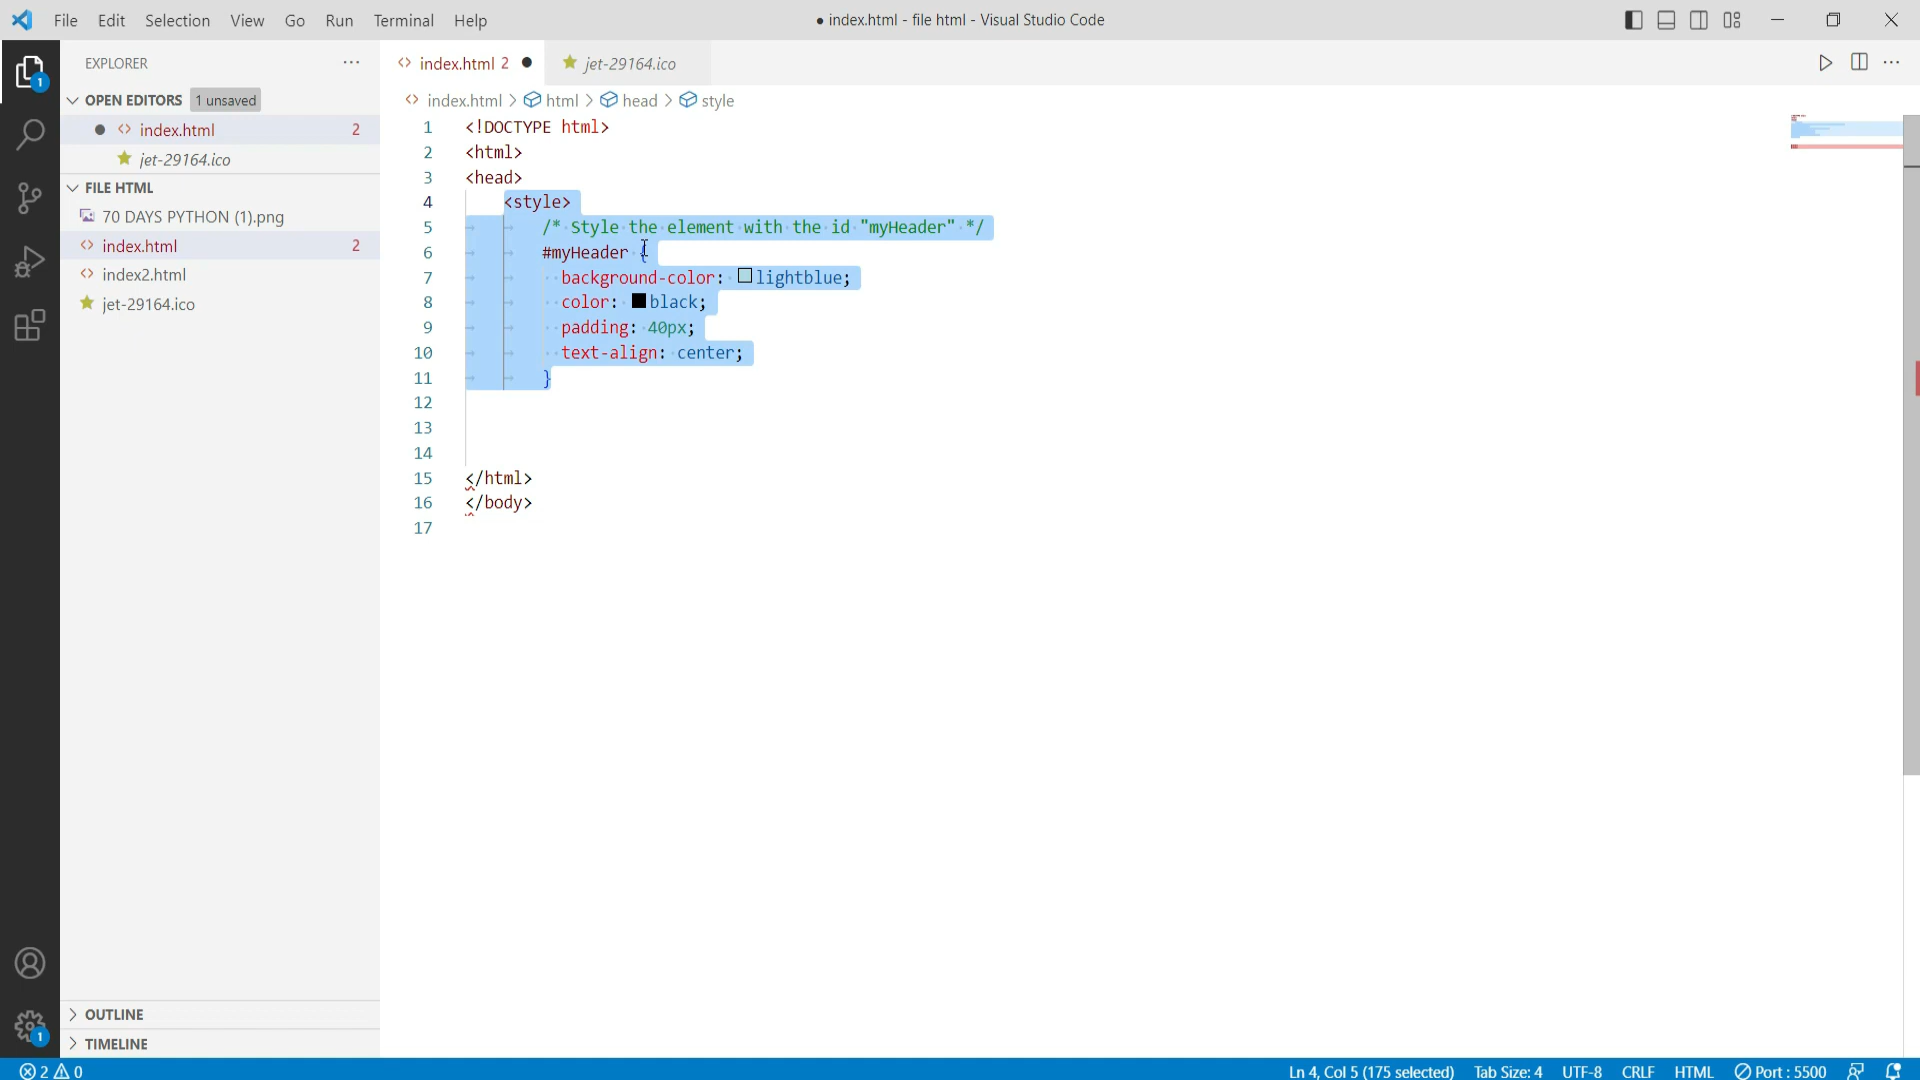 File Edit Selection View Go Run Terminal Help
● index.html - file html - Visual Studio Code
EXPLORER
OPEN EDITORS 1 unsaved
index.html 2
jet-29164.ico
FILE HTML
70 DAYS PYTHON (1).png
index.html 2
index2.html
jet-29164.ico
OUTLINE
TIMELINE
index.html 2 jet-29164.ico
index.html > html > head > style
1 <!DOCTYPE html>
2 <html>
3 <head>
4 <style>
5 /* Style the element with the id "myHeader" */
6 #myHeader {
7 background-color: lightblue;
8 color: black;
9 padding: 40px;
10 text-align: center;
11 }
12
13
14
15 </html>
16 </body>
17
1
1
2 0
Ln 4, Col 5 (175 selected) Tab Size: 4 UTF-8 CRLF HTML Port : 5500